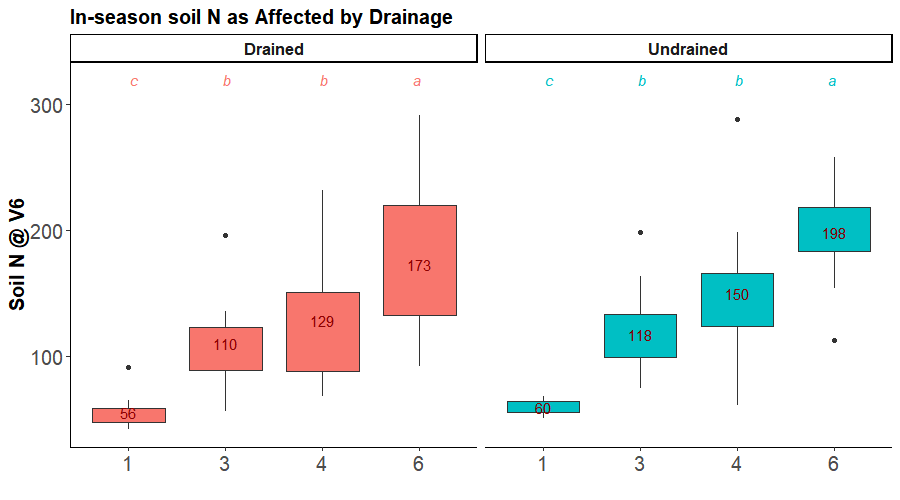 In-season soil N as Affected by Drainage
Drained Undrained
c b b a c b b a
300
200
100
Soil N @ V6
56 110 129 173 60 118 150 198
1 3 4 6 1 3 4 6